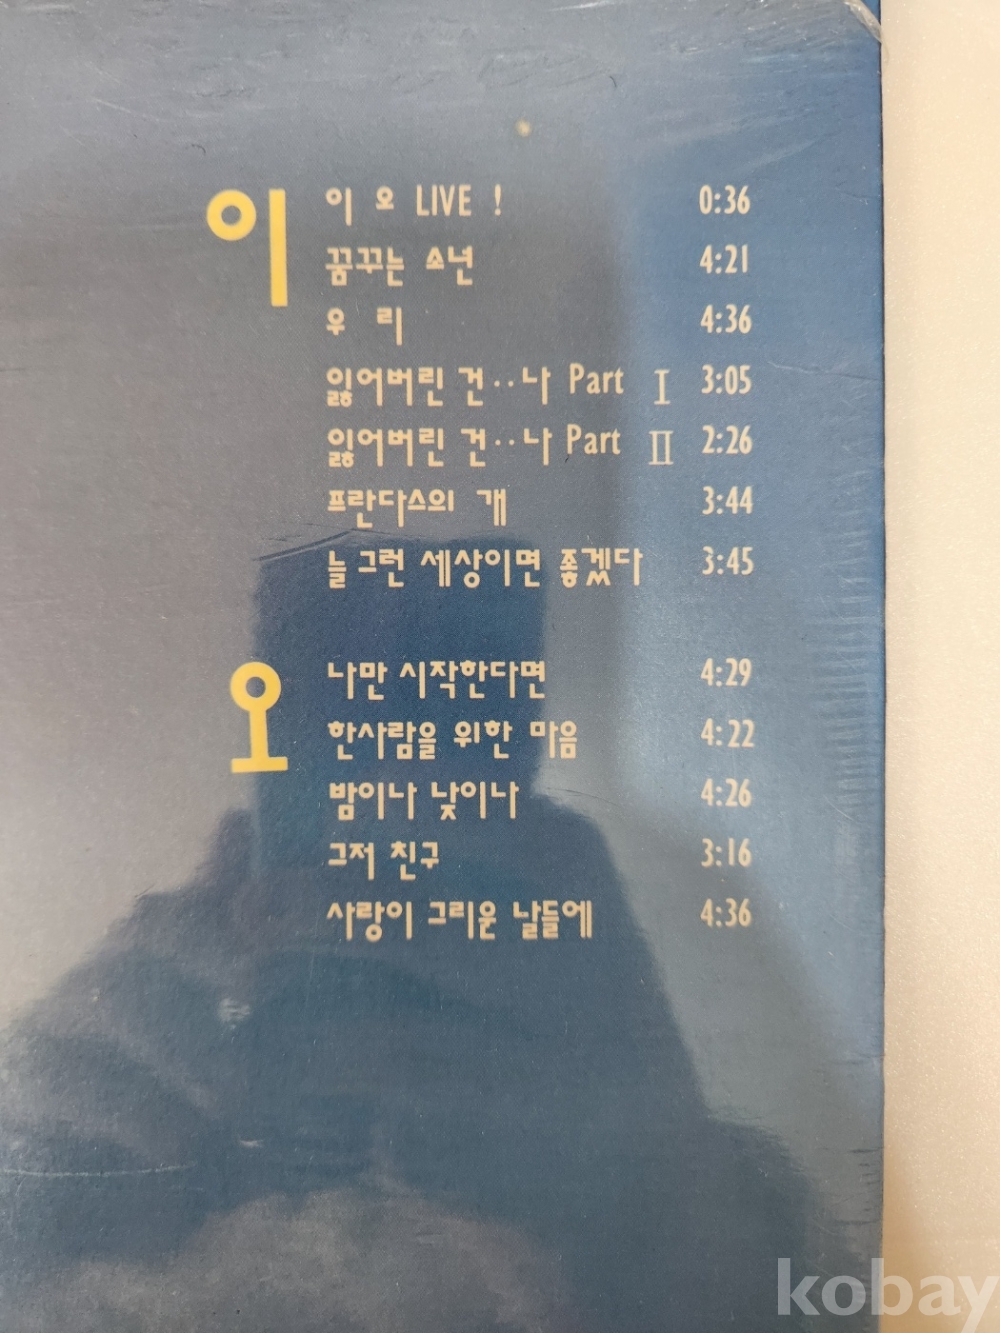 이
이 오 LIVE ! 0:36
꿈꾸는 소년 4:21
우 리 4:36
잃어버린 건··나 Part Ⅰ 3:05
잃어버린 건··나 Part Ⅱ 2:26
프란다스의 개 3:44
늘 그런 세상이면 좋겠다 3:45
오
나만 시작한다면 4:29
한사람을 위한 마음 4:22
밤이나 낮이나 4:26
그저 친구 3:16
사랑이 그리운 날들에 4:36
kobay